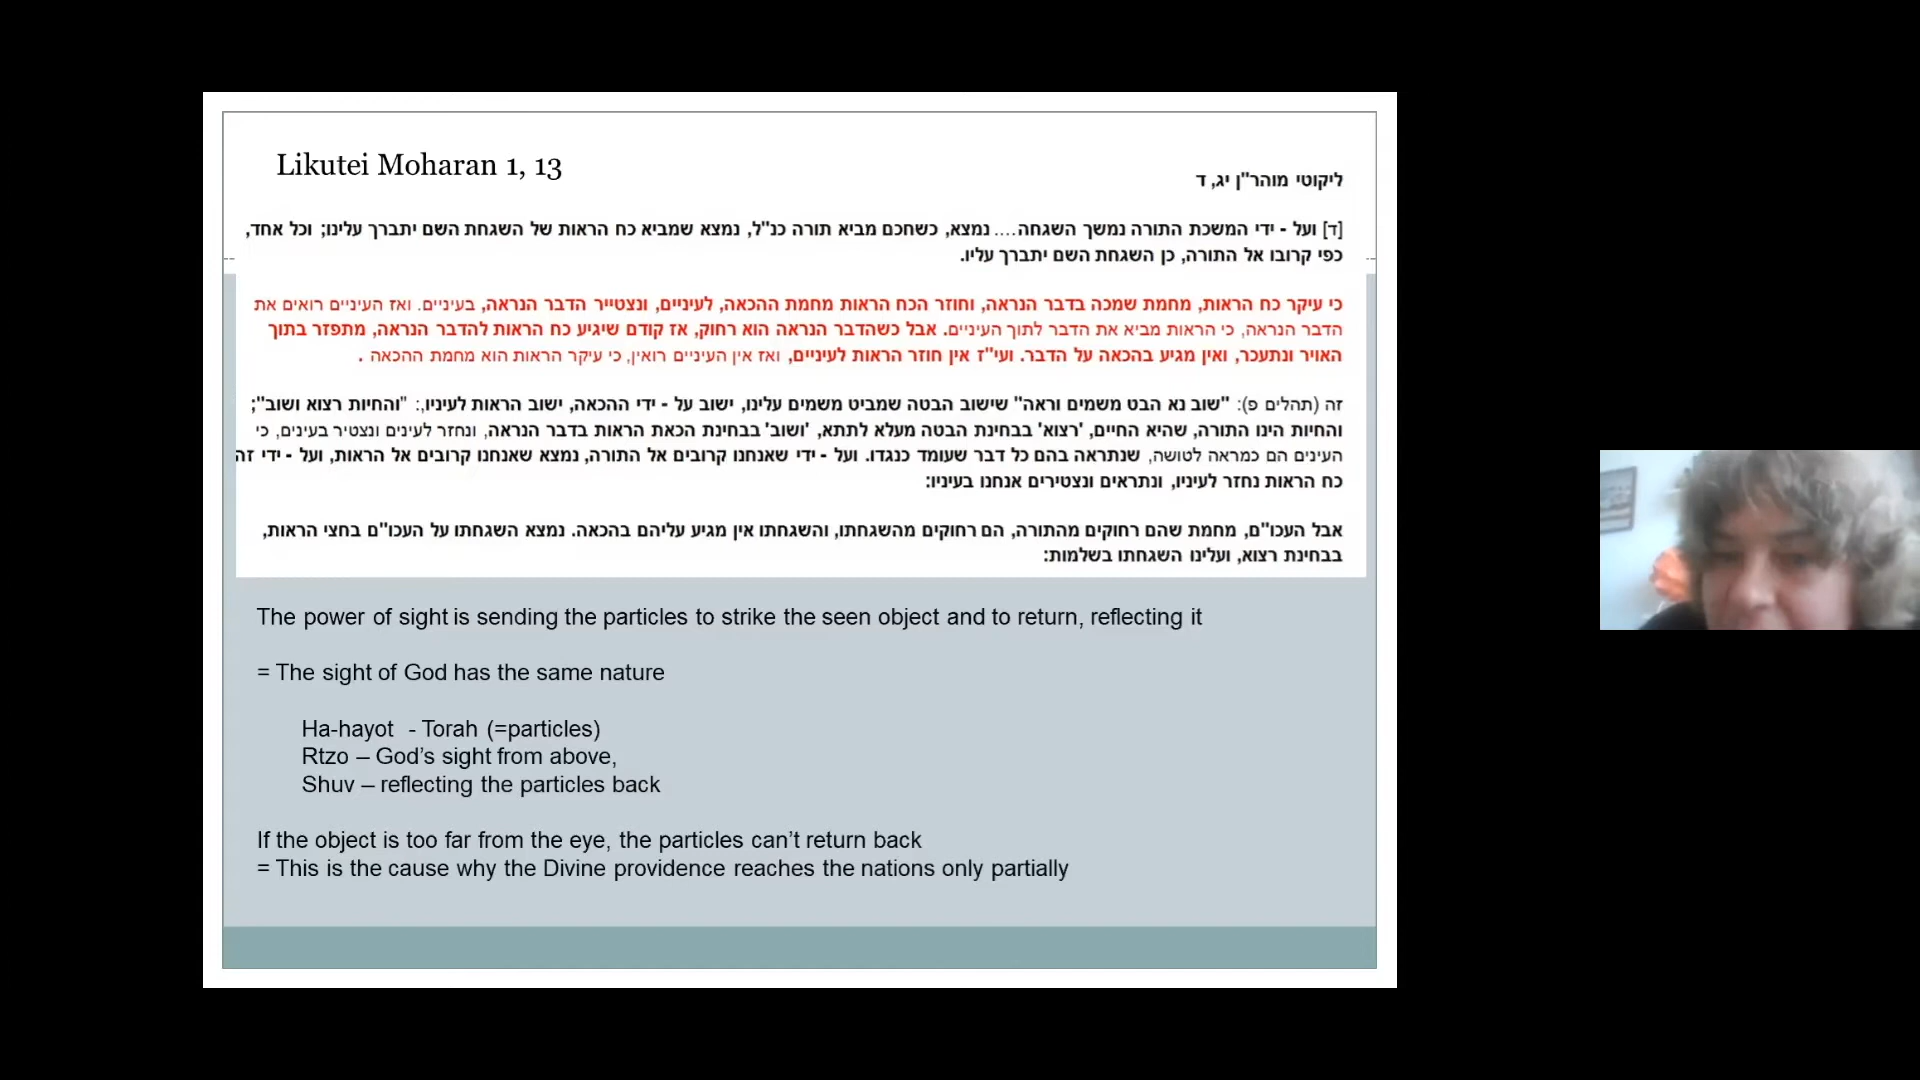 Likutei Moharan 1, 13
ליקוטי מוהר"ן יג, ד
[ד] ועל - ידי המשכת התורה נמשך השגחה.... נמצא, כשחכם מביא תורה כנ"ל, נמצא שמביא כח הראות של השגחת השם יתברך עלינו; וכל אחד,
כפי קרובו אל התורה, כן השגחת השם יתברך עליו.
כי עיקר כח הראות, מחמת שמכה בדבר הנראה, וחוזר הכח הראות מחמת ההכאה, לעיניים, ונצטייר הדבר הנראה, בעיניים. ואז העיניים רואים את
הדבר הנראה, כי הראות מביא את הדבר לתוך העיניים. אבל כשהדבר הנראה הוא רחוק, אז קודם שיגיע כח הראות להדבר הנראה, מתפזר בתוך
האויר ונתעכר, ואין מגיע בהכאה על הדבר. ועי"ז אין חוזר הראות לעיניים, ואז אין העיניים רואין, כי עיקר הראות הוא מחמת ההכאה .
זה (תהלים פ): "שוב נא הבט משמים וראה" שישוב הבטה שמביט משמים עלינו, ישוב על - ידי ההכאה, ישוב הראות לעיניו,: "והחיות רצוא ושוב";
והחיות הינו התורה, שהיא החיים, 'רצוא' בבחינת הבטה מעלא לתתא, 'ושוב' בבחינת הכאת הראות בדבר הנראה, ונחזר לעינים ונצטיר בעינים, כי
העינים הם כמראה לטושה, שנתראה בהם כל דבר שעומד כנגדו. ועל - ידי שאנחנו קרובים אל התורה, נמצא שאנחנו קרובים אל הראות, ועל - ידי זה
כח הראות נחזר לעיניו, ונתראים ונצטירים אנחנו בעיניו:
אבל העכו"ם, מחמת שהם רחוקים מהתורה, הם רחוקים מהשגחתו, והשגחתו אין מגיע עליהם בהכאה. נמצא השגחתו על העכו"ם בחצי הראות,
בבחינת רצוא, ועלינו השגחתו בשלמות:
The power of sight is sending the particles to strike the seen object and to return, reflecting it
= The sight of God has the same nature
Ha-hayot - Torah (=particles)
Rtzo – God's sight from above,
Shuv – reflecting the particles back
If the object is too far from the eye, the particles can't return back
= This is the cause why the Divine providence reaches the nations only partially